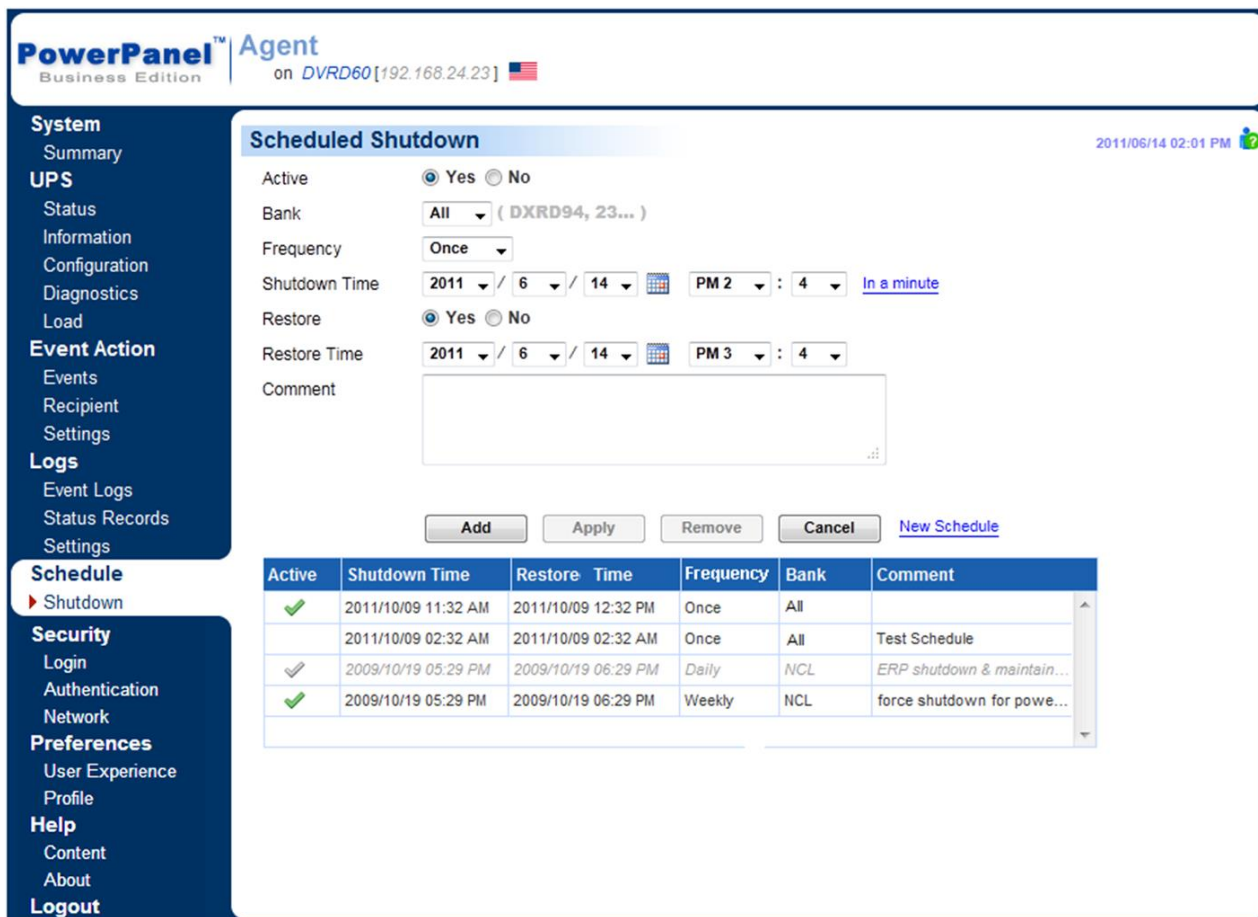 PowerPanel™
Business Edition
Agent
on DVRD60[192.168.24.23]
System
Summary
UPS
Status
Information
Configuration
Diagnostics
Load
Event Action
Events
Recipient
Settings
Logs
Event Logs
Status Records
Settings
Schedule
Shutdown
Security
Login
Authentication
Network
Preferences
User Experience
Profile
Help
Content
About
Logout
Scheduled Shutdown
2011/06/14 02:01 PM ?
Active Yes No
Bank All ( DXRD94, 23... )
Frequency Once
Shutdown Time 2011 / 6 / 14 PM 2 : 4 In a minute
Restore Yes No
Restore Time 2011 / 6 / 14 PM 3 : 4
Comment
Add Apply Remove Cancel New Schedule
Active Shutdown Time Restore Time Frequency Bank Comment
2011/10/09 11:32 AM 2011/10/09 12:32 PM Once All
2011/10/09 02:32 AM 2011/10/09 02:32 AM Once All Test Schedule
2009/10/19 05:29 PM 2009/10/19 06:29 PM Daily NCL ERP shutdown & maintain...
2009/10/19 05:29 PM 2009/10/19 06:29 PM Weekly NCL force shutdown for powe...